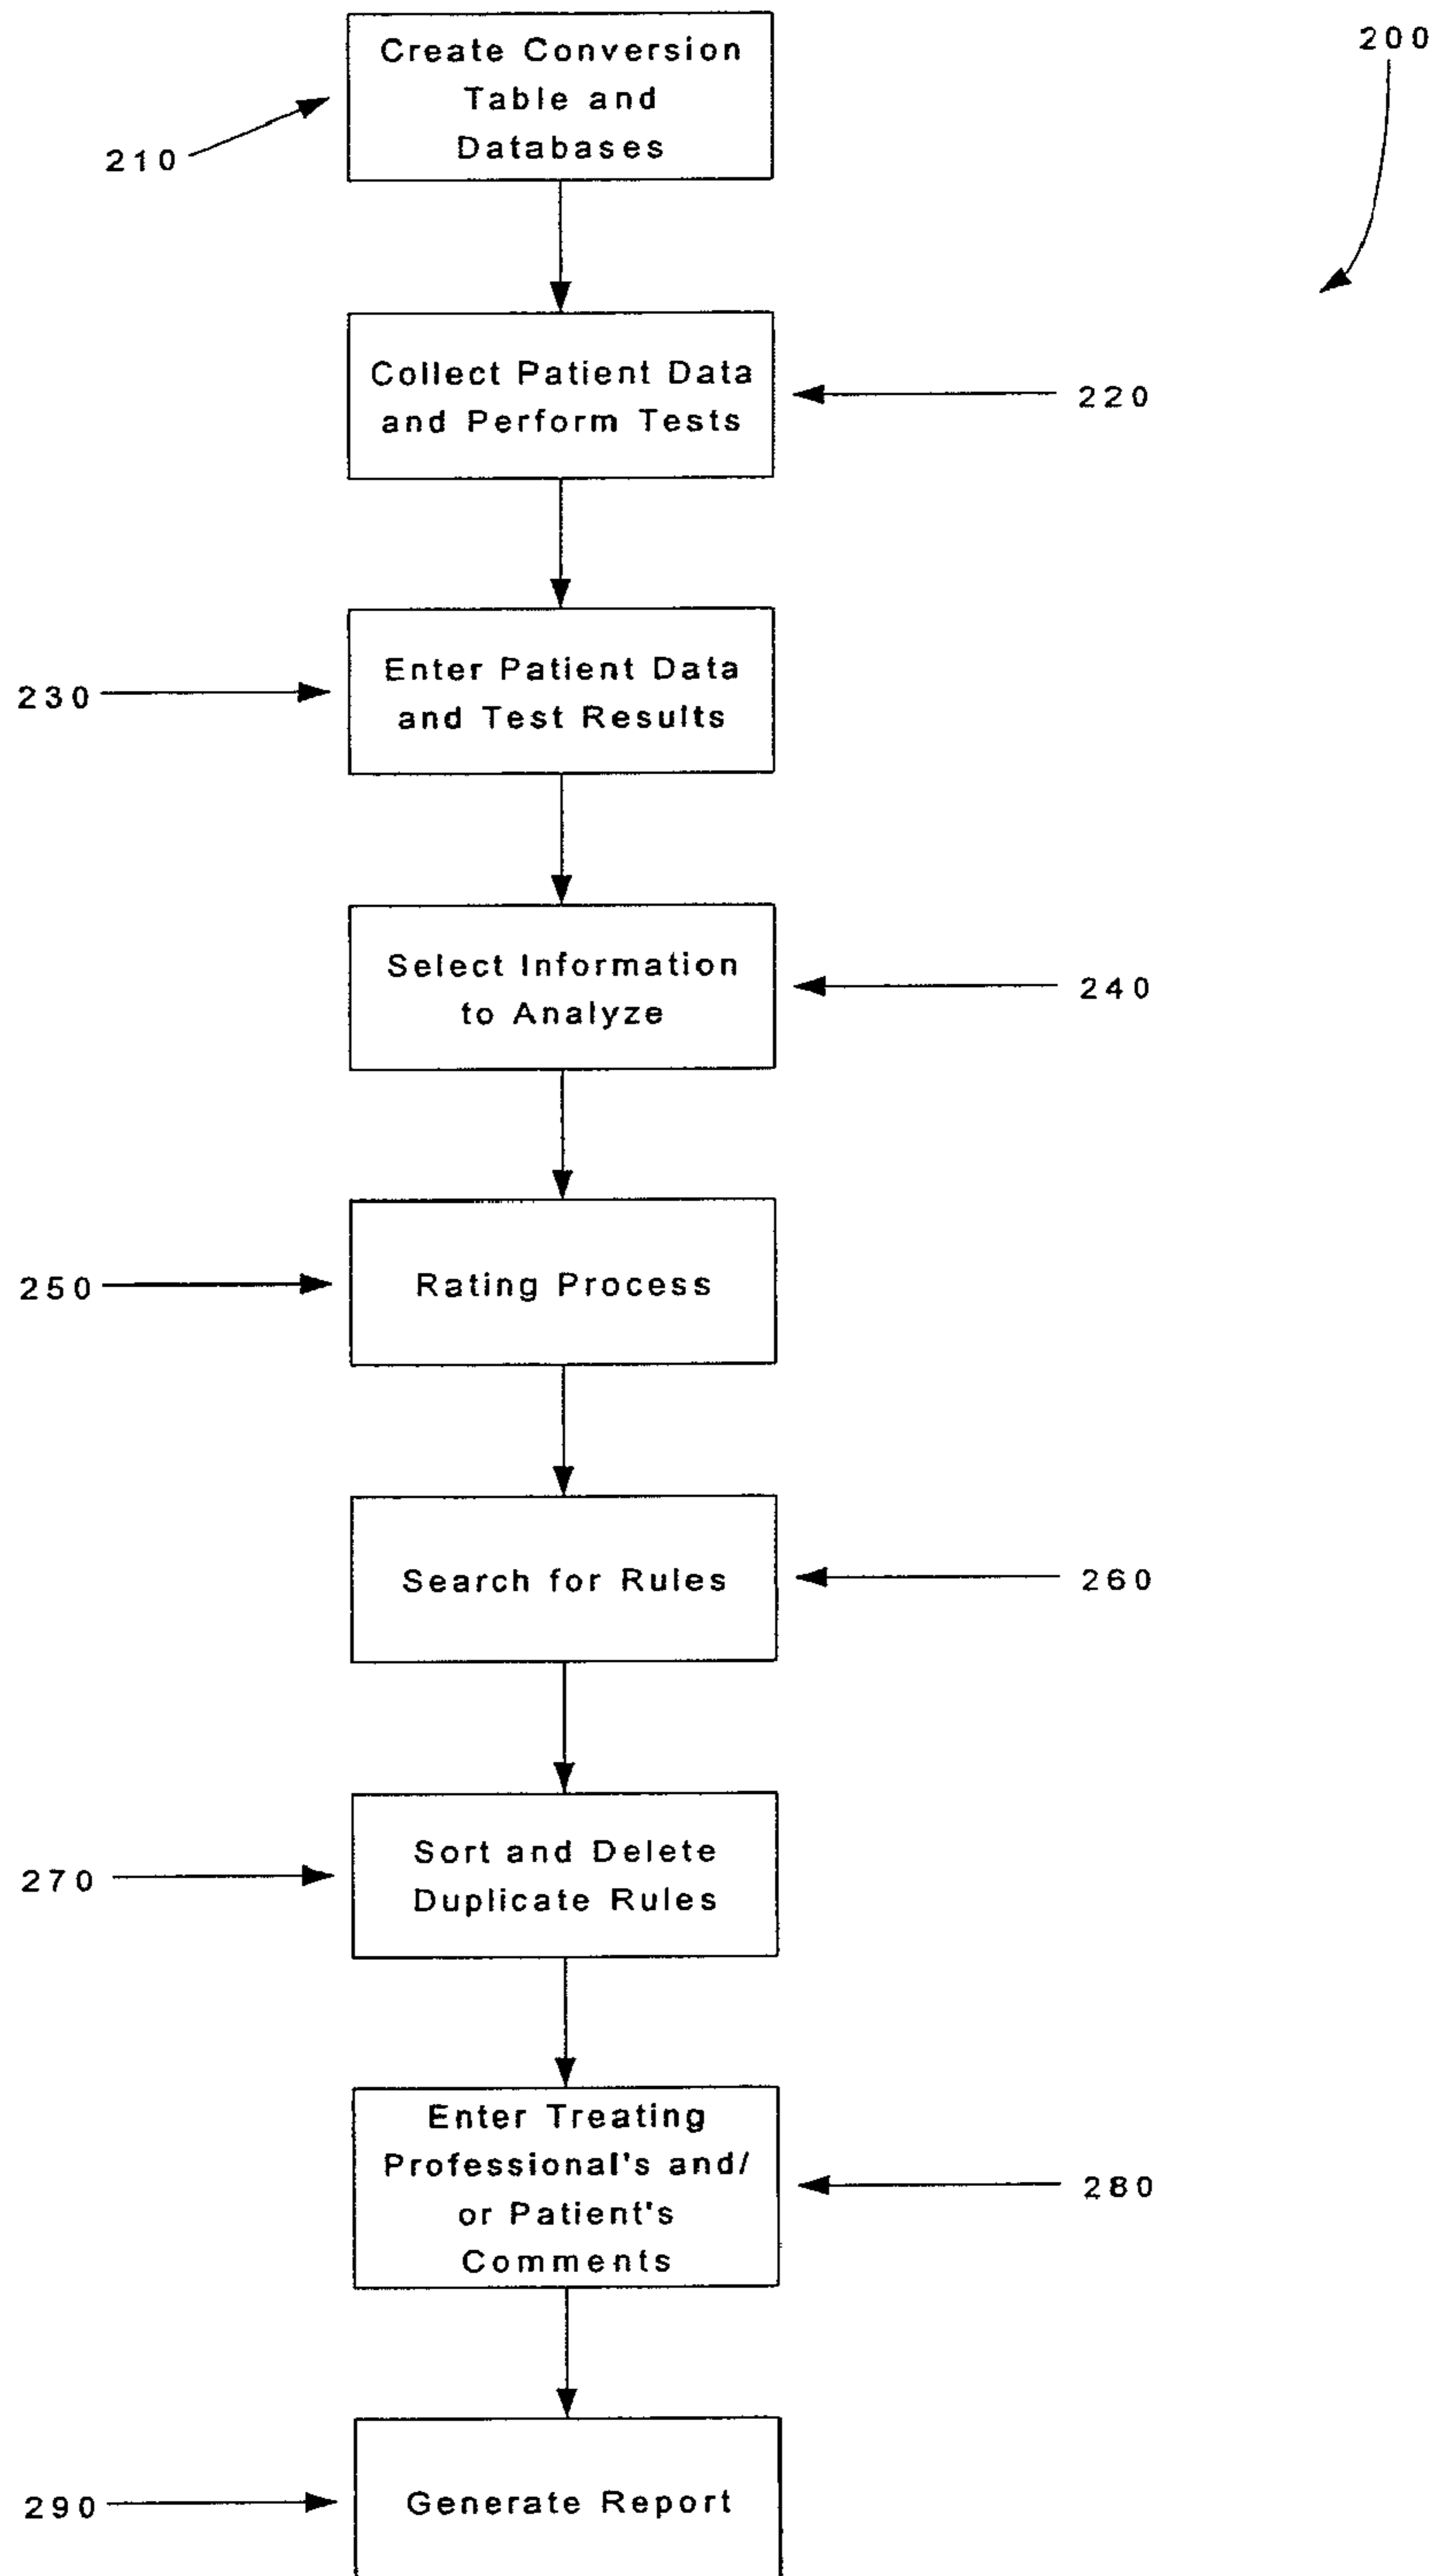 200
Create Conversion
Table and
Databases
210
Collect Patient Data
and Perform Tests
220
Enter Patient Data
and Test Results
230
Select Information
to Analyze
240
Rating Process
250
Search for Rules
260
Sort and Delete
Duplicate Rules
270
Enter Treating
Professional's and/
or Patient's
Comments
280
Generate Report
290